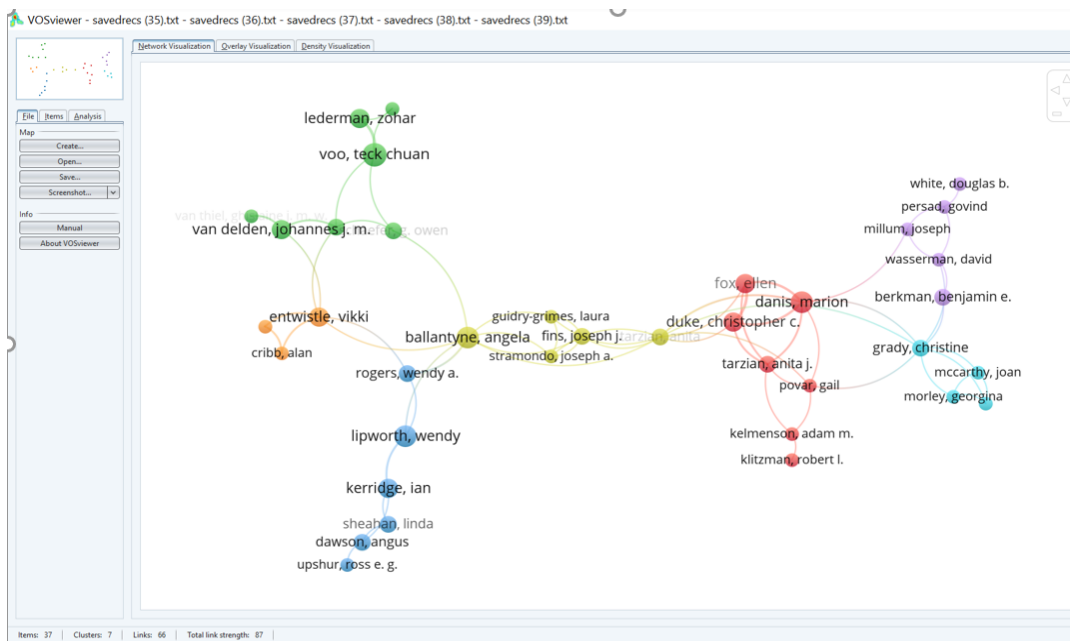 VOSviewer - savedrecs (35).txt - savedrecs (36).txt - savedrecs (37).txt - savedrecs (38).txt - savedrecs (39).txt
Network Visualization Overlay Visualization Density Visualization
File Items Analysis
Map
Create...
Open...
Save...
Screenshot...
Info
Manual
About VOSviewer
lederman, zohar
voo, teck chuan
van thiel,
van delden, johannes j. m.
owen
entwistle, vikki
cribb, alan
rogers, wendy a.
lipworth, wendy
kerridge, ian
sheahan, linda
dawson, angus
upshur, ross e. g.
ballantyne, angela
guidry-grimes, laura
fins, joseph j.
tarzian, anita
stramondo, joseph a.
fox, ellen
danis, marion
duke, christopher c.
tarzian, anita j.
povar, gail
kelmenson, adam m.
klitzman, robert l.
white, douglas b.
persad, govind
millum, joseph
wasserman, david
berkman, benjamin e.
grady, christine
mccarthy, joan
morley, georgina
Items: 37 Clusters: 7 Links: 66 Total link strength: 87